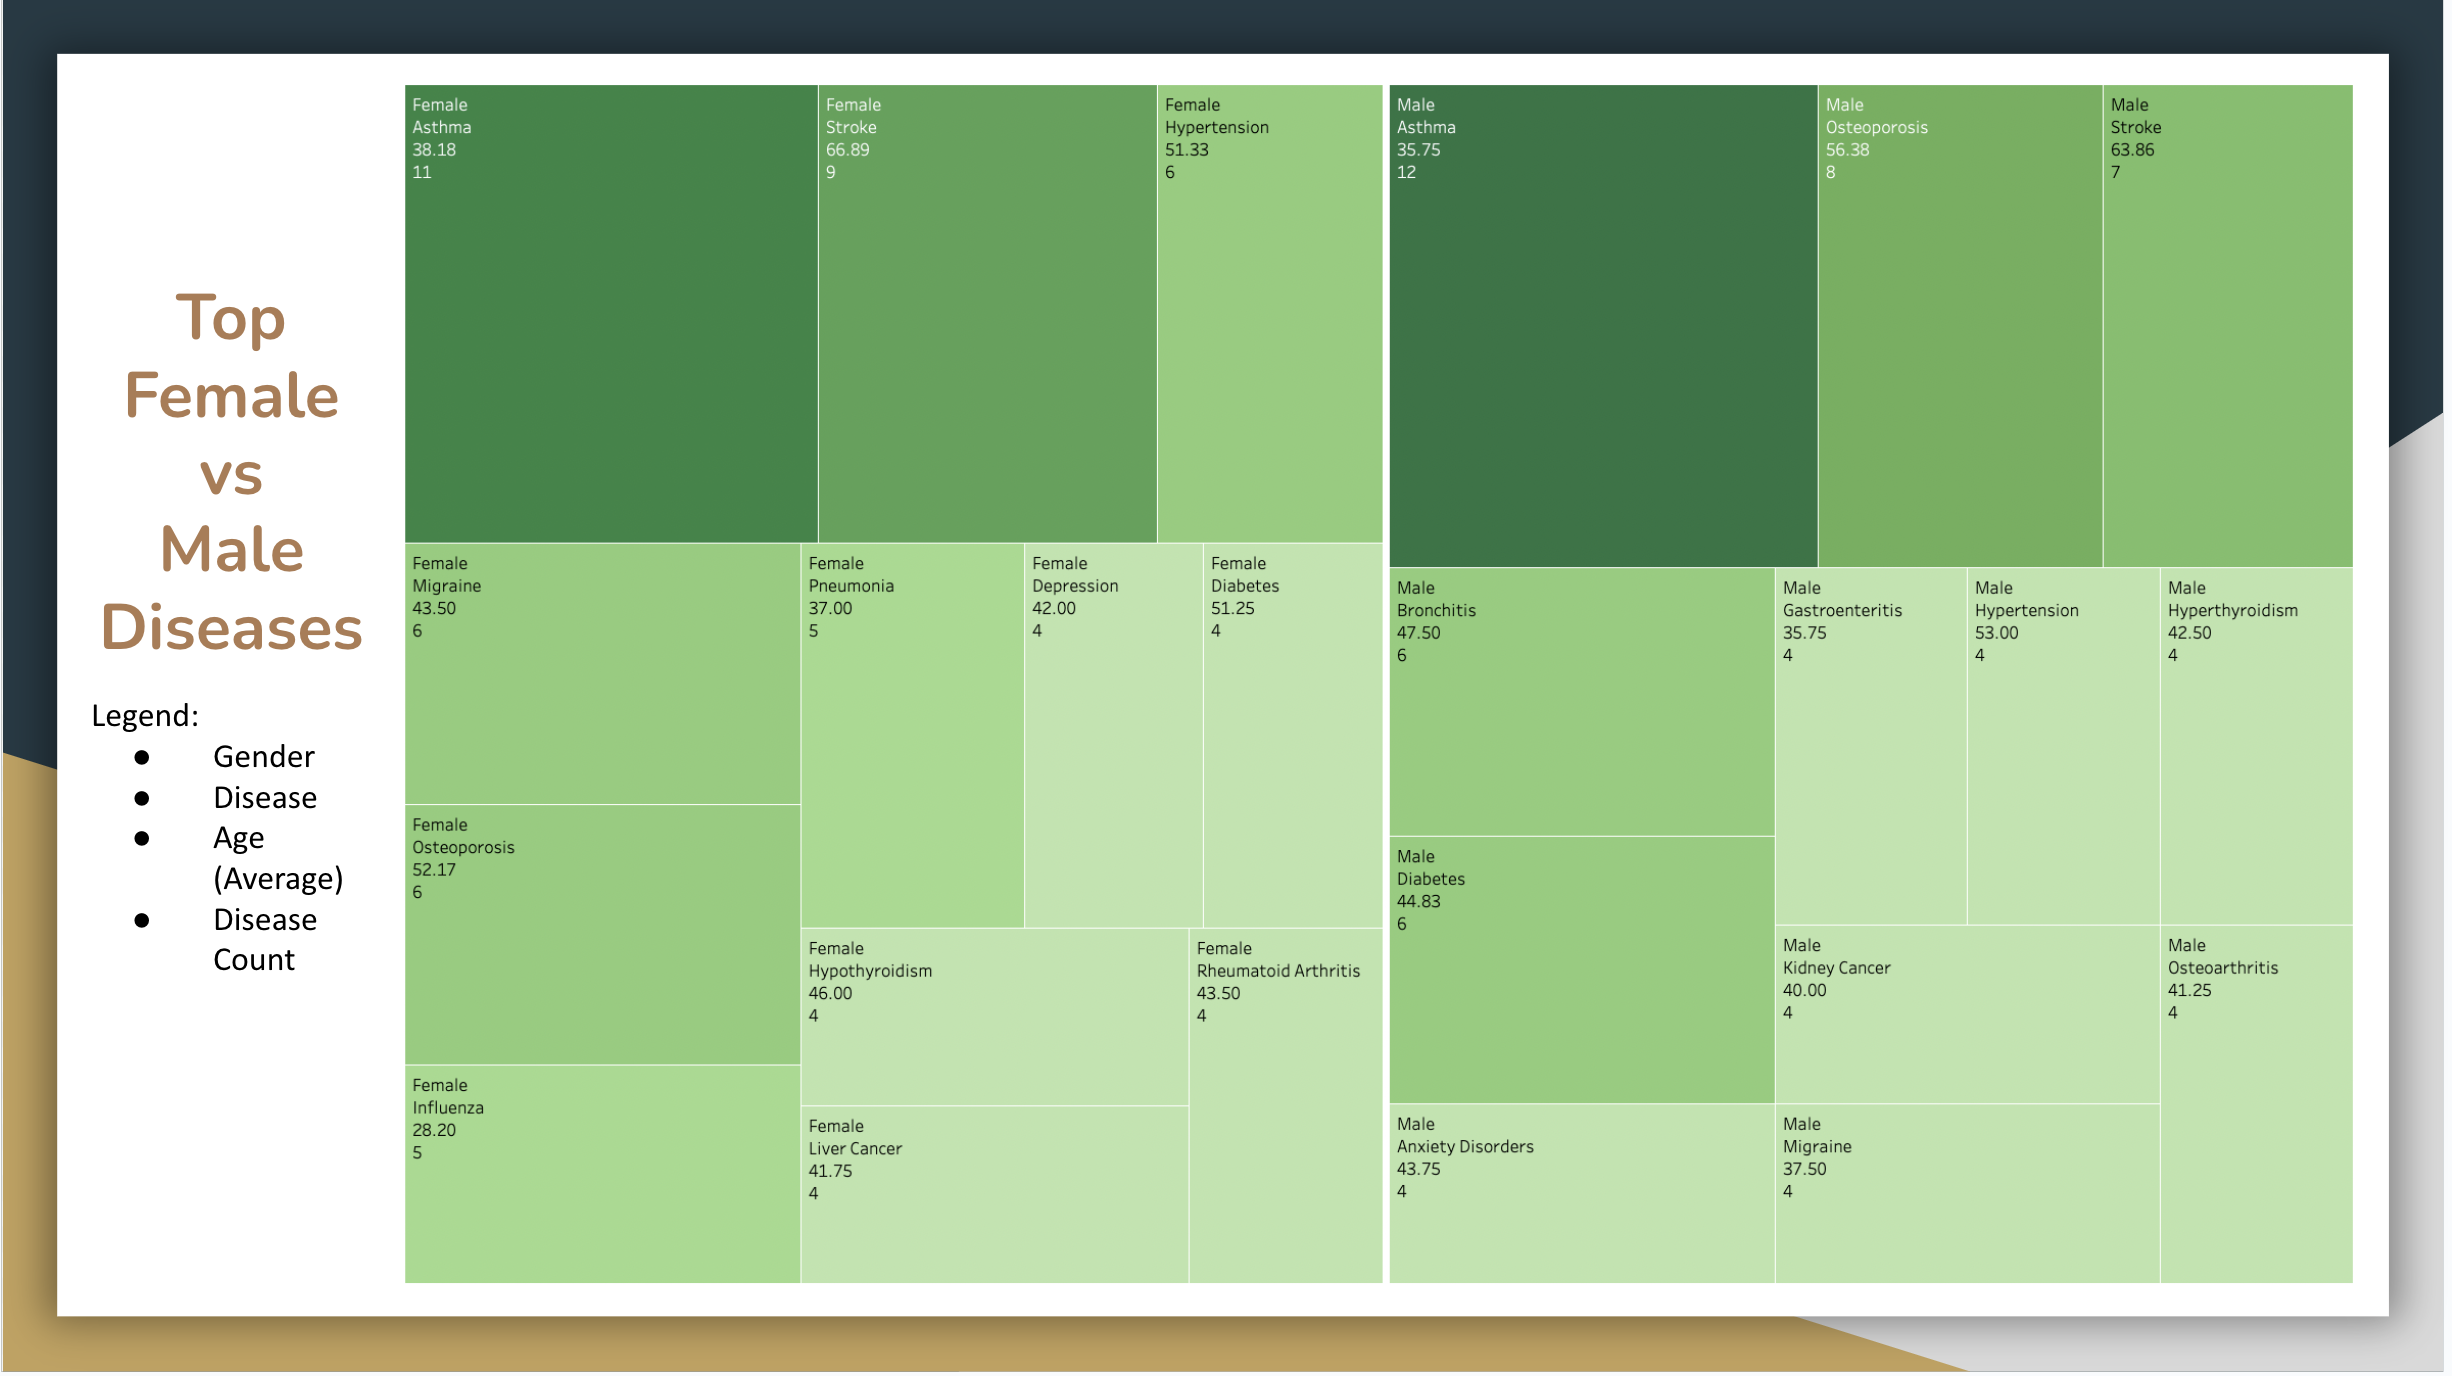 Top
Female
vs
Male
Diseases
Legend:
● Gender
● Disease
● Age
(Average)
● Disease
Count
Female
Asthma
38.18
11
Female
Stroke
66.89
9
Female
Hypertension
51.33
6
Female
Migraine
43.50
6
Female
Osteoporosis
52.17
6
Female
Influenza
28.20
5
Female
Pneumonia
37.00
5
Female
Depression
42.00
4
Female
Diabetes
51.25
4
Female
Hypothyroidism
46.00
4
Female
Liver Cancer
41.75
4
Female
Rheumatoid Arthritis
43.50
4
Male
Asthma
35.75
12
Male
Osteoporosis
56.38
8
Male
Stroke
63.86
7
Male
Bronchitis
47.50
6
Male
Diabetes
44.83
6
Male
Anxiety Disorders
43.75
4
Male
Gastroenteritis
35.75
4
Male
Hypertension
53.00
4
Male
Hyperthyroidism
42.50
4
Male
Kidney Cancer
40.00
4
Male
Migraine
37.50
4
Male
Osteoarthritis
41.25
4